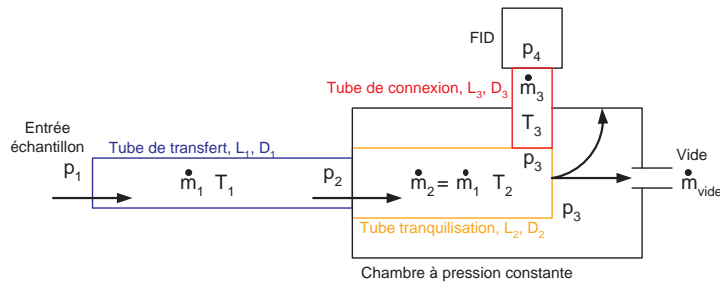 FID
p4
Tube de connexion, L3, D3
ṁ3
T3
Entrée
échantillon
p1
Tube de transfert, L1, D1
ṁ1 T1
p2
ṁ2 = ṁ1 T2
p3
p3
Vide
ṁvide
Tube tranquilisation, L2, D2
Chambre à pression constante